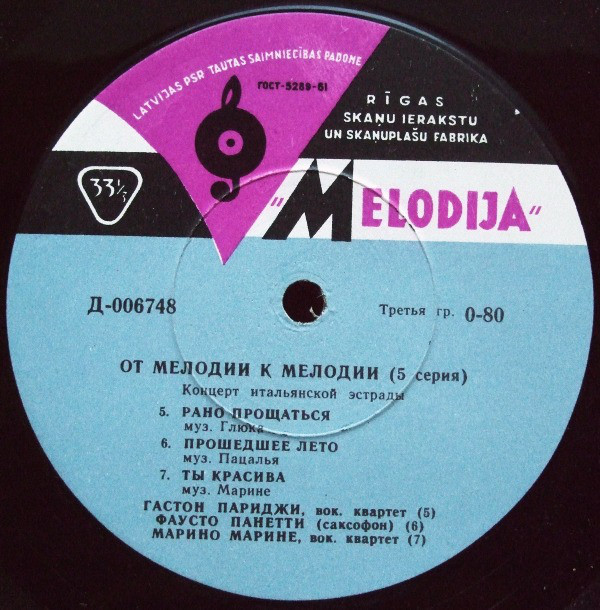 LATVIJAS PSR TAUTAS SAIMNIECĪBAS PADOME
ГОСТ-5289-61
RĪGAS
SKAŅU IERAKSTU
UN SKAŅUPLAŠU FABRIKA
33⅓
"MELODIJA"
Д-006748
Третья гр. 0-80
ОТ МЕЛОДИИ К МЕЛОДИИ (5 серия)
Концерт итальянской эстрады
5. РАНО ПРОЩАТЬСЯ
муз. Глюка
6. ПРОШЕДШЕЕ ЛЕТО
муз. Пацалья
7. ТЫ КРАСИВА
муз. Марине
ГАСТОН ПАРИДЖИ, вок. квартет (5)
ФАУСТО ПАНЕТТИ (саксофон) (6)
МАРИНО МАРИНЕ, вок. квартет (7)